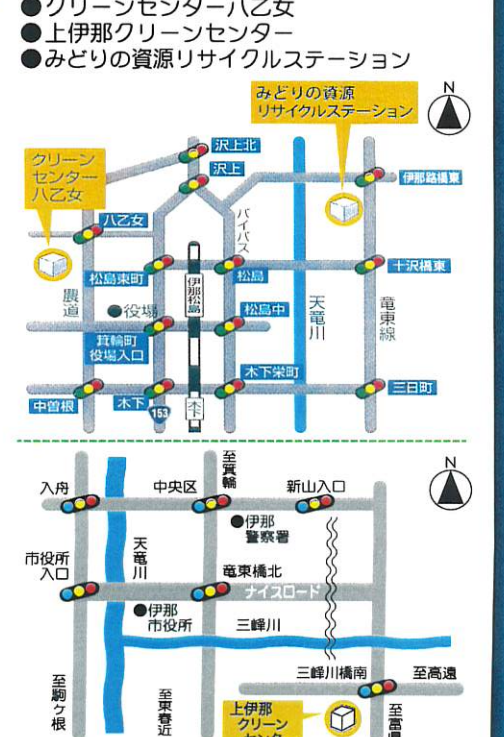 ●クリーンセンター八乙女
●上伊那クリーンセンター
●みどりの資源リサイクルステーション
みどりの資源
リサイクルステーション
N
沢上北
クリーン
センター
八乙女
沢上
伊那路橋東
八乙女
バイパス
松島東町
伊那松島
松島
十沢橋東
農道
●役場
松島中
天竜川
竜東線
箕輪町
役場入口
木下栄町
三日町
中曽根
木下
153
木下
至箕輪
N
入舟
中央区
新山入口
●伊那
警察署
市役所
入口
天竜川
竜東橋北
ナイスロード
●伊那
市役所
三峰川
三峰川橋南
至高遠
至駒ヶ根
至東春近
上伊那
クリーン
センター
至富県